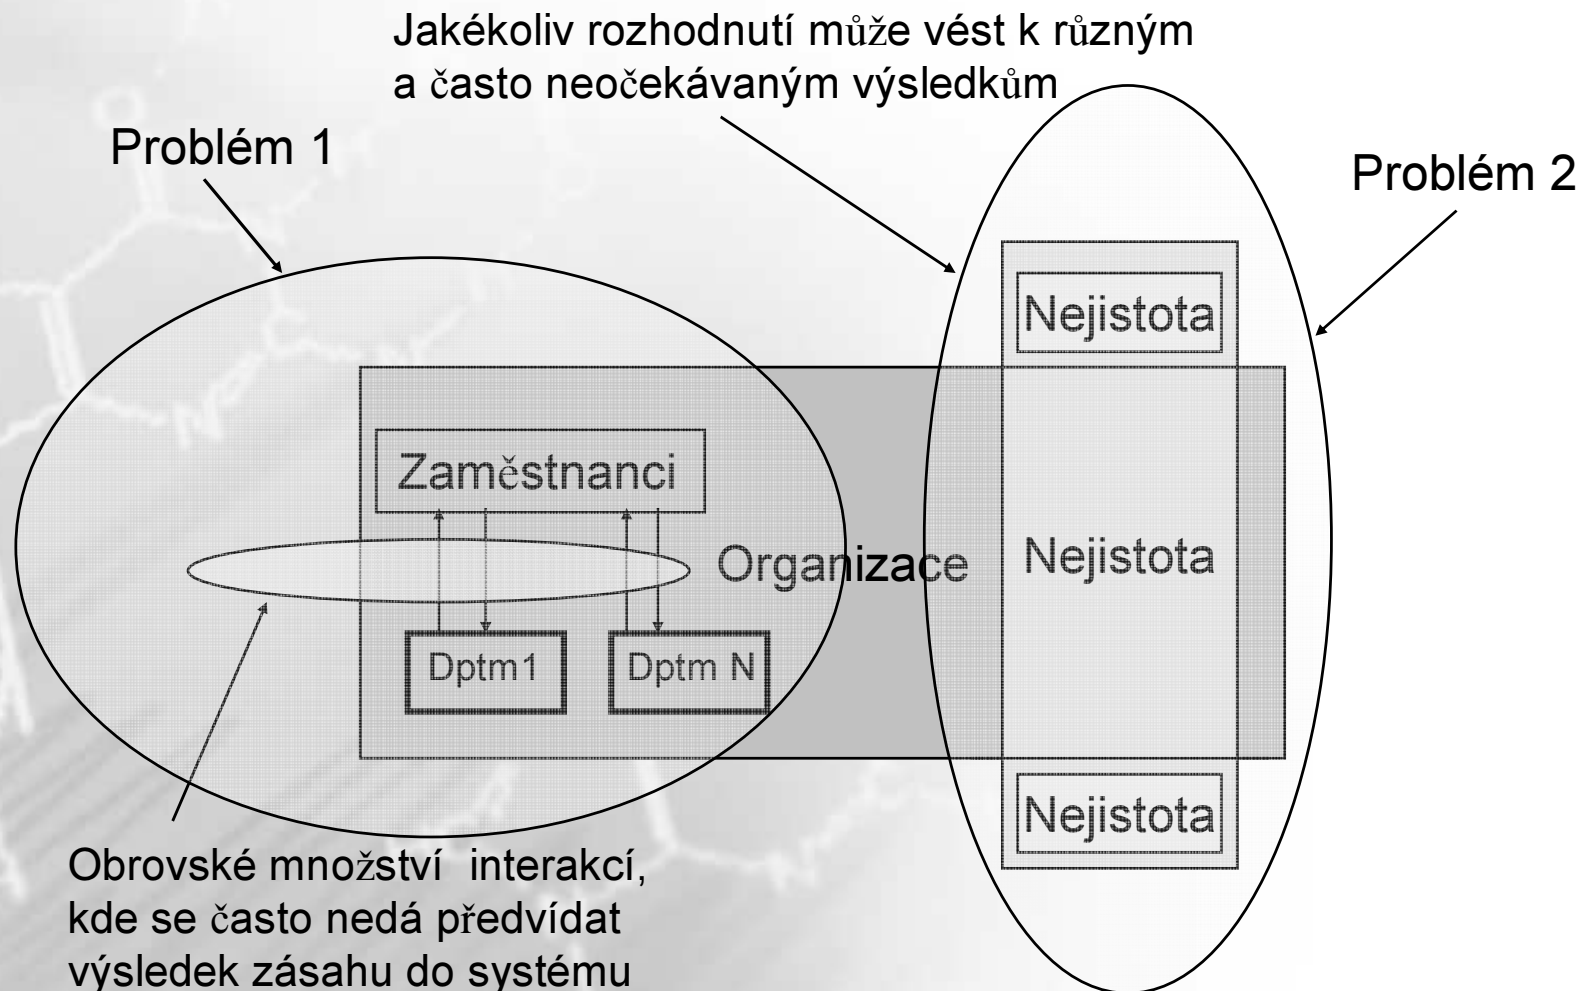 Jakékoliv rozhodnutí může vést k různým
a často neočekávaným výsledkům
Problém 1
Problém 2
Nejistota
Zaměstnanci
Organizace
Nejistota
Dptm1
Dptm N
Nejistota
Obrovské množství interakcí,
kde se často nedá předvídat
výsledek zásahu do systému